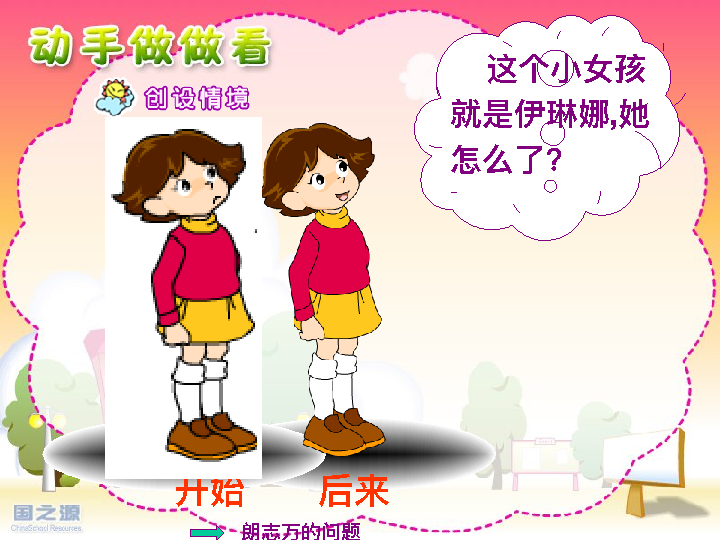 动手做做看
创设情境
这个小女孩
就是伊琳娜,她
怎么了?
开始
后来
朗志万的问题
国之源
ChinaSchool Resources